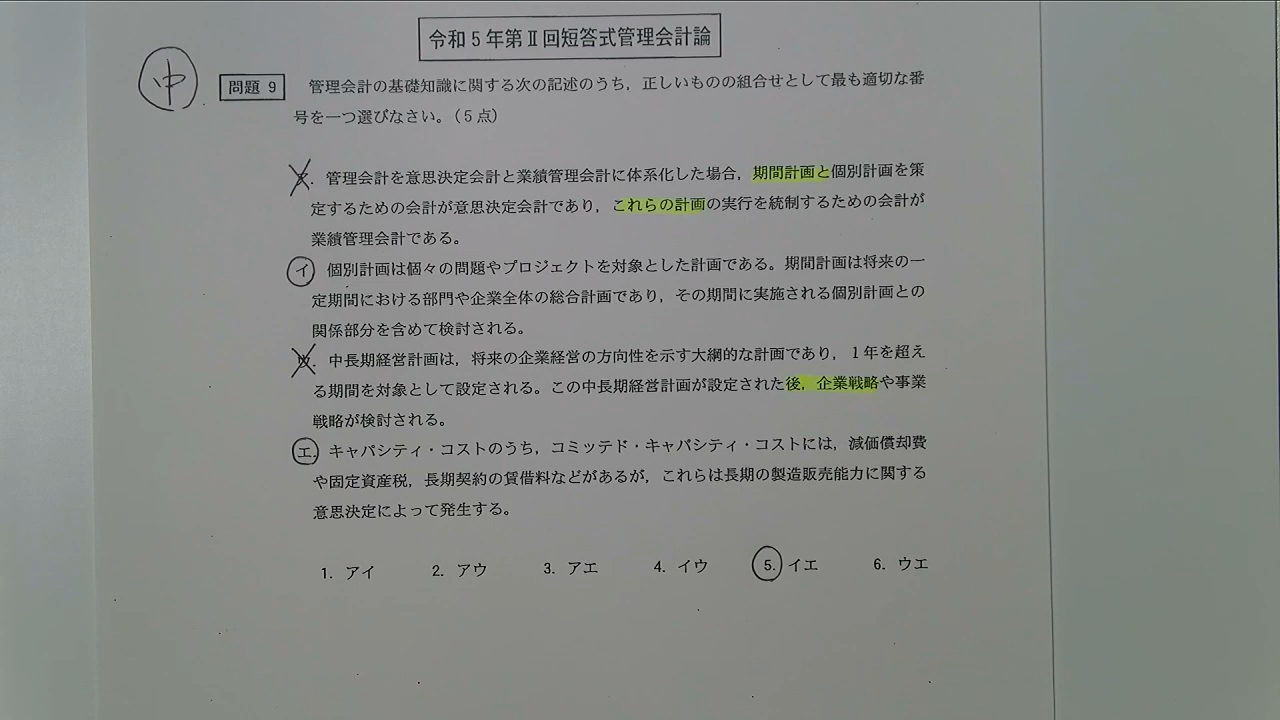 令和5年第Ⅱ回短答式管理会計論
中
問題 9 管理会計の基礎知識に関する次の記述のうち，正しいものの組合せとして最も適切な番
号を一つ選びなさい。（5点）
ア. 管理会計を意思決定会計と業績管理会計に体系化した場合，期間計画と個別計画を策
定するための会計が意思決定会計であり，これらの計画の実行を統制するための会計が
業績管理会計である。
イ 個別計画は個々の問題やプロジェクトを対象とした計画である。期間計画は将来の一
定期間における部門や企業全体の総合計画であり，その期間に実施される個別計画との
関係部分を含めて検討される。
ウ. 中長期経営計画は，将来の企業経営の方向性を示す大綱的な計画であり，1年を超え
る期間を対象として設定される。この中長期経営計画が設定された後，企業戦略や事業
戦略が検討される。
エ. キャパシティ・コストのうち，コミッテド・キャパシティ・コストには，減価償却費
や固定資産税，長期契約の賃借料などがあるが，これらは長期の製造販売能力に関する
意思決定によって発生する。
1. アイ 2. アウ 3. アエ 4. イウ 5. イエ 6. ウエ